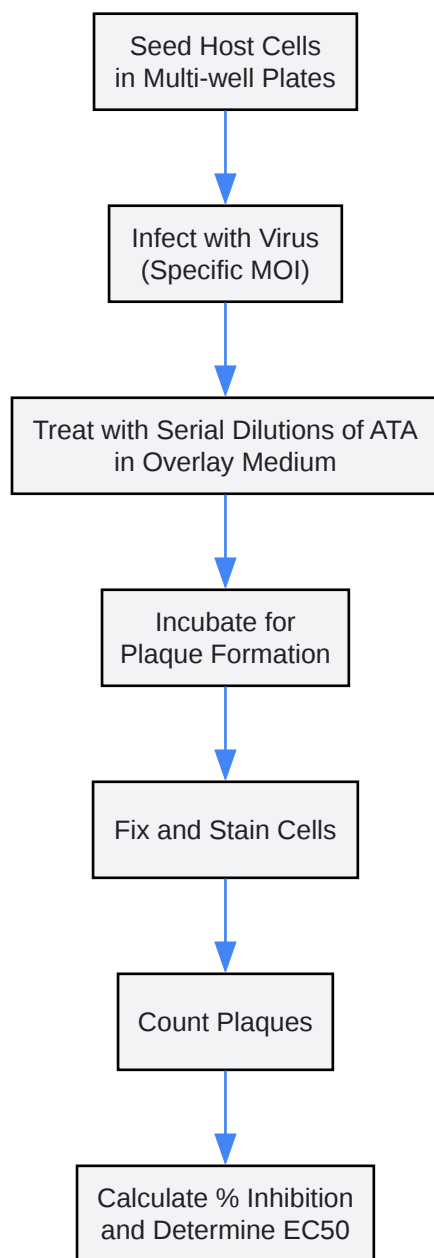 Seed Host Cells
in Multi-well Plates
Infect with Virus
(Specific MOI)
Treat with Serial Dilutions of ATA
in Overlay Medium
Incubate for
Plaque Formation
Fix and Stain Cells
Count Plaques
Calculate % Inhibition
and Determine EC50